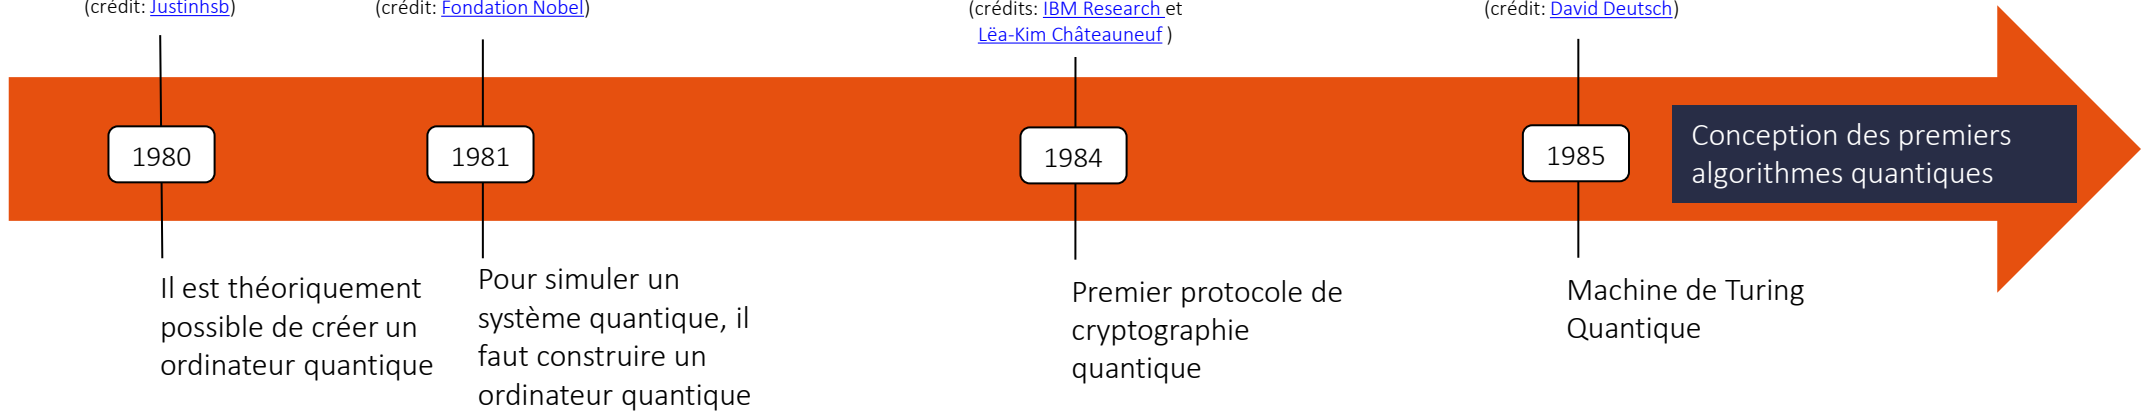 (crédit: Justinhsb)
(crédit: Fondation Nobel)
(crédits: IBM Research et
Lëa-Kim Châteauneuf )
(crédit: David Deutsch)
1980
1981
1984
1985
Conception des premiers
algorithmes quantiques
Il est théoriquement
possible de créer un
ordinateur quantique
Pour simuler un
système quantique, il
faut construire un
ordinateur quantique
Premier protocole de
cryptographie
quantique
Machine de Turing
Quantique